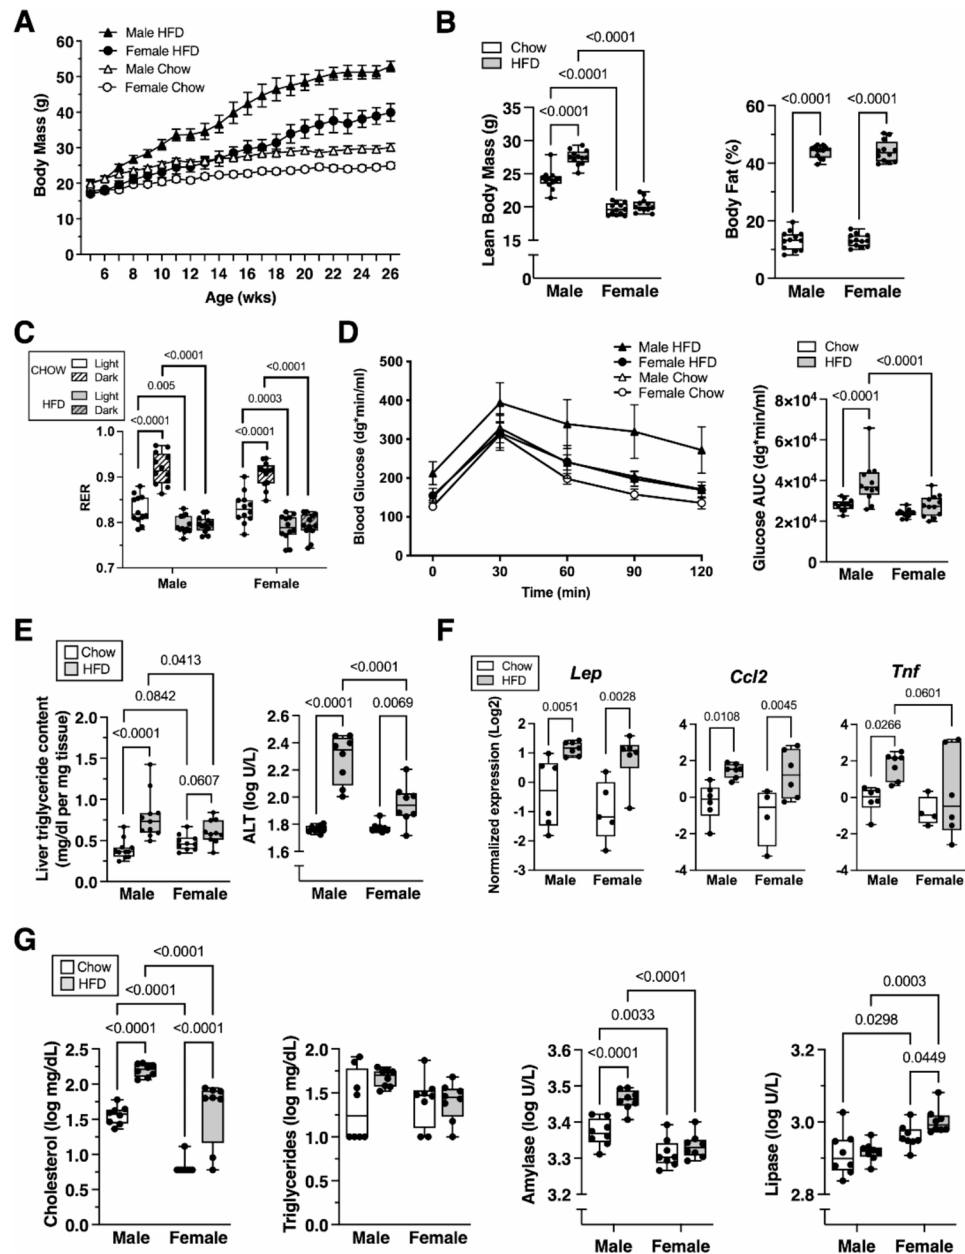 A
Male HFD
Female HFD
Male Chow
Female Chow
Body Mass (g)
60
50
40
30
20
10
0
6 8 10 12 14 16 18 20 22 24 26
Age (wks)
B
Chow
HFD
<0.0001
<0.0001
<0.0001
Lean Body Mass (g)
35
30
25
20
15
0
Male Female
<0.0001 <0.0001
Body Fat (%)
60
40
20
0
Male Female
C
CHOW
Light
Dark
HFD
Light
Dark
<0.0001
0.005
<0.0001
<0.0001
0.0003
<0.0001
RER
1.0
0.9
0.8
0.7
Male Female
D
Male HFD
Female HFD
Male Chow
Female Chow
Blood Glucose (dg*min/ml)
500
400
300
200
100
0
0 30 60 90 120
Time (min)
Chow
HFD
<0.0001
<0.0001
Glucose AUC (dg*min/ml)
8x10⁴
6x10⁴
4x10⁴
2x10⁴
0
Male Female
E
Chow
HFD
0.0413
0.0842
<0.0001
0.0607
Liver triglyceride content
(mg/dl per mg tissue)
2.0
1.5
1.0
0.5
0.0
Male Female
<0.0001
<0.0001 0.0069
ALT (log U/L)
2.6
2.4
2.2
2.0
1.8
1.6
Male Female
F
Chow
HFD
Lep
0.0051
0.0028
Normalized expression (Log2)
2
1
0
-1
-2
-3
Male Female
Ccl2
0.0108
0.0045
4
2
0
-2
-4
Male Female
Tnf
0.0601
0.0266
4
2
0
-2
-4
Male Female
G
Chow
HFD
<0.0001
<0.0001
<0.0001 <0.0001
Cholesterol (log mg/dL)
2.5
2.0
1.5
1.0
0.5
0.0
Male Female
Triglycerides (log mg/dL)
2.0
1.5
1.0
0.5
0.0
Male Female
<0.0001
0.0033
<0.0001
Amylase (log U/L)
3.6
3.5
3.4
3.3
3.2
Male Female
0.0003
0.0298
0.0449
Lipase (log U/L)
3.2
3.0
2.8
Male Female